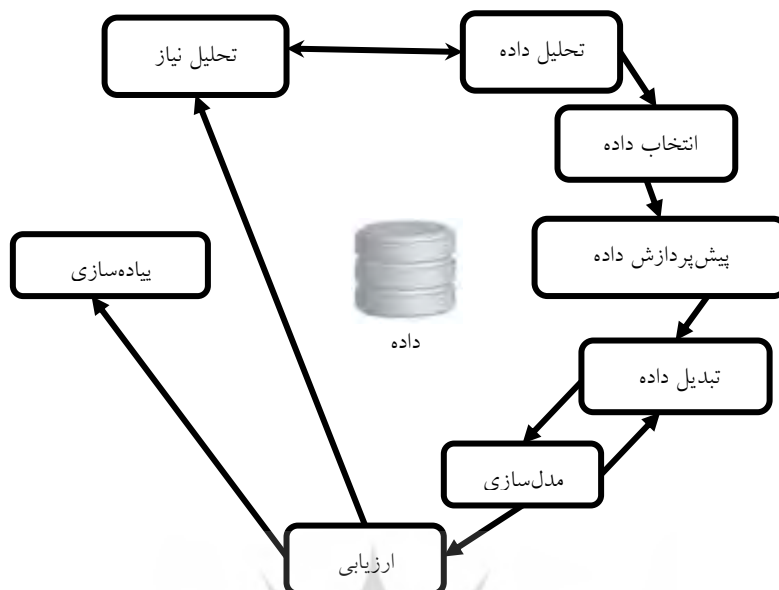 تحلیل نیاز
تحلیل داده
انتخاب داده
پیش‌پردازش داده
پیاده‌سازی
داده
تبدیل داده
مدل‌سازی
ارزیابی